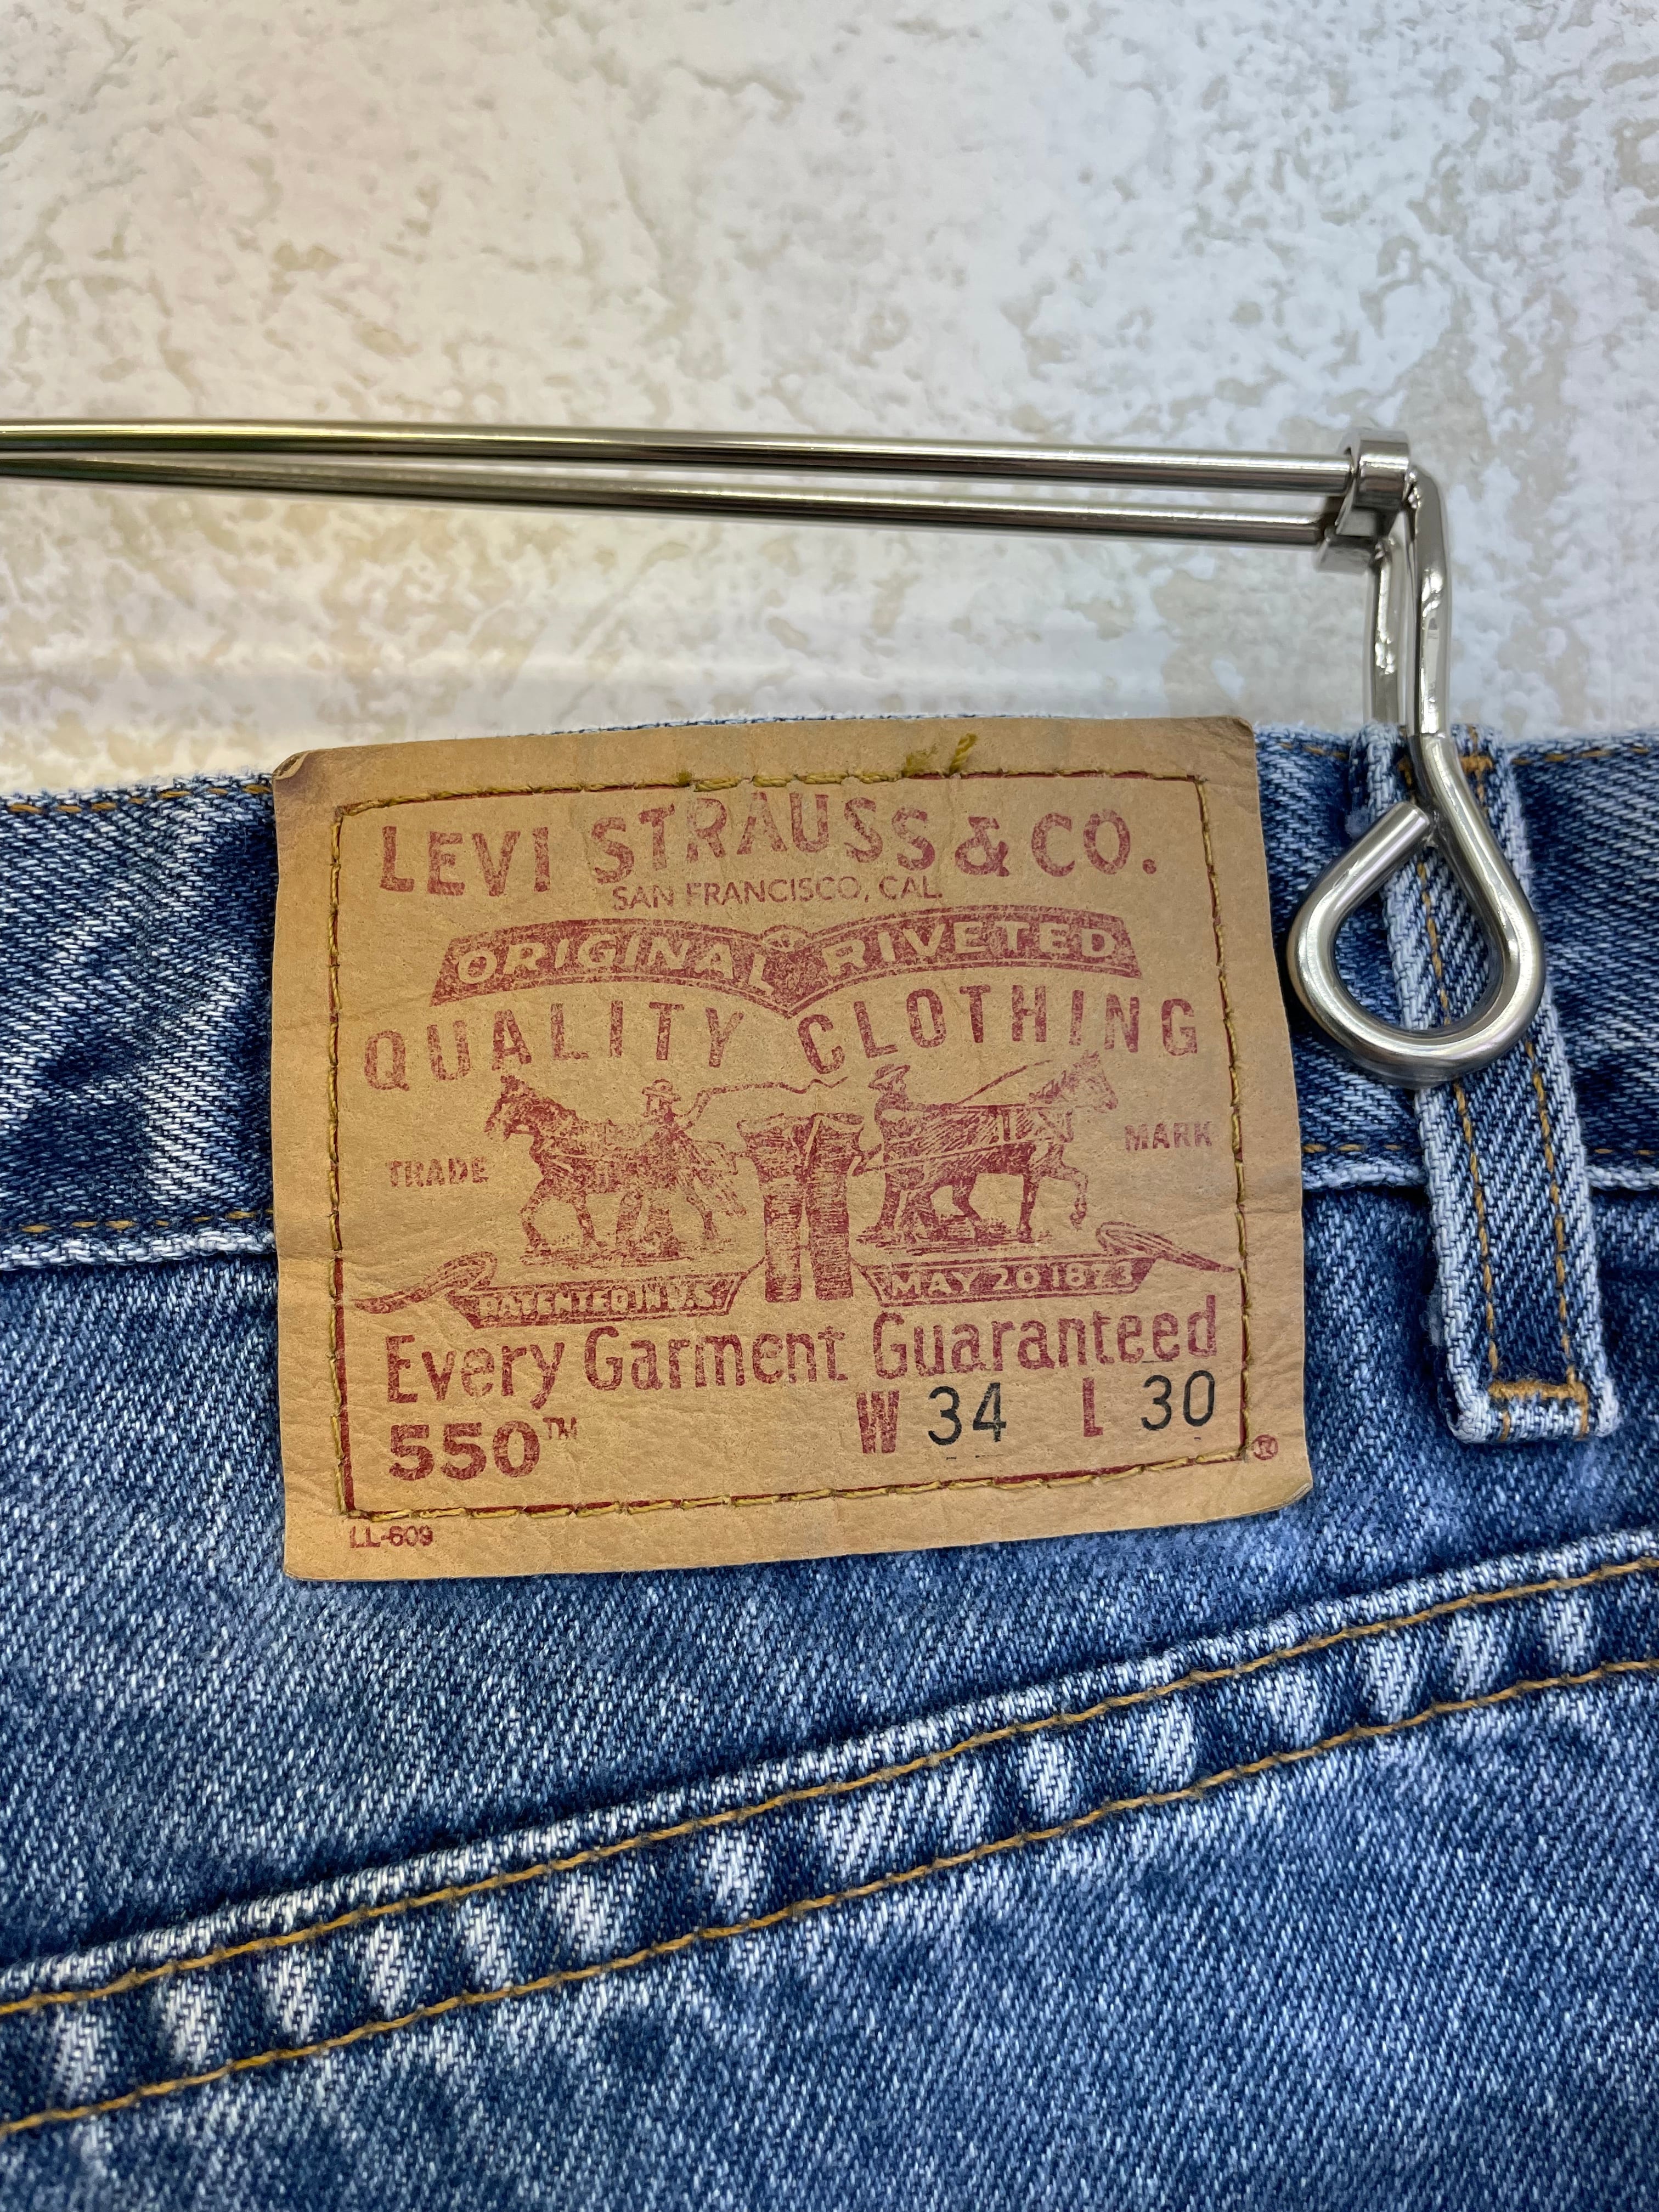 LEVI STRAUSS & CO.
SAN FRANCISCO, CAL.
ORIGINAL RIVETED
QUALITY CLOTHING
TRADE MARK
PATENTED IN U.S. MAY 20 1873
Every Garment Guaranteed
550™ W 34 L 30
®
LL-609